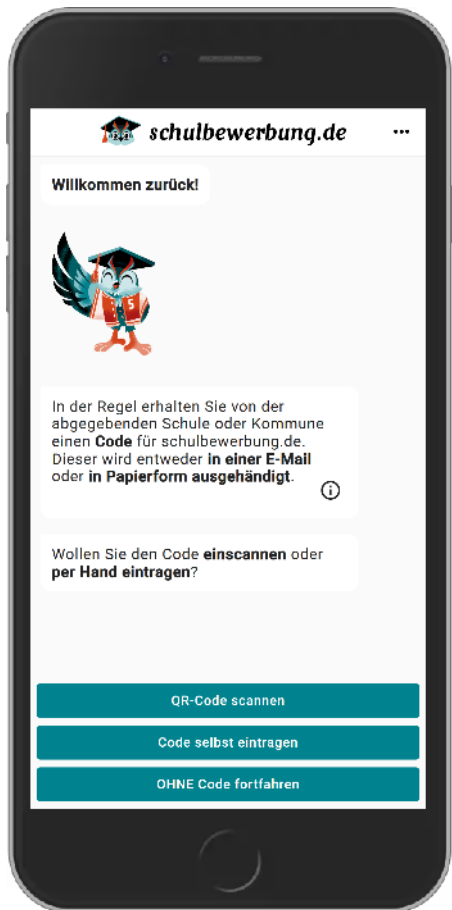 schulbewerbung.de
Willkommen zurück!
5
In der Regel erhalten Sie von der
abgegebenden Schule oder Kommune
einen Code für schulbewerbung.de.
Dieser wird entweder in einer E-Mail
oder in Papierform ausgehändigt.
Wollen Sie den Code einscannen oder
per Hand eintragen?
QR-Code scannen
Code selbst eintragen
OHNE Code fortfahren